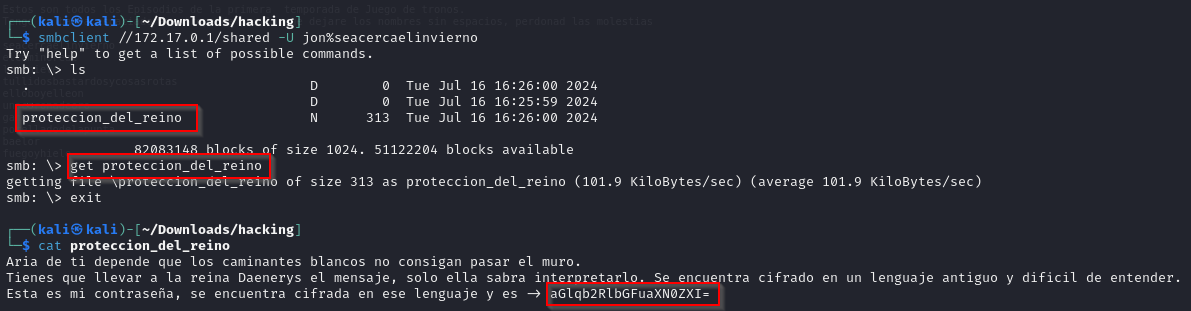 ┌──(kali㉿kali)-[~/Downloads/hacking]
└─$ smbclient //172.17.0.1/shared -U jon%seacercaelinvierno
Try "help" to get a list of possible commands.
smb: \> ls
. D 0 Tue Jul 16 16:26:00 2024
D 0 Tue Jul 16 16:25:59 2024
proteccion_del_reino N 313 Tue Jul 16 16:26:00 2024
82083148 blocks of size 1024. 51122204 blocks available
smb: \> get proteccion_del_reino
getting file \proteccion_del_reino of size 313 as proteccion_del_reino (101.9 KiloBytes/sec) (average 101.9 KiloBytes/sec)
smb: \> exit
┌──(kali㉿kali)-[~/Downloads/hacking]
└─$ cat proteccion_del_reino
Aria de ti depende que los caminantes blancos no consigan pasar el muro.
Tienes que llevar a la reina Daenerys el mensaje, solo ella sabra interpretarlo. Se encuentra cifrado en un lenguaje antiguo y dificil de entender.
Esta es mi contraseña, se encuentra cifrada en ese lenguaje y es -> aGlqb2RlbGFuaXN0ZXI=